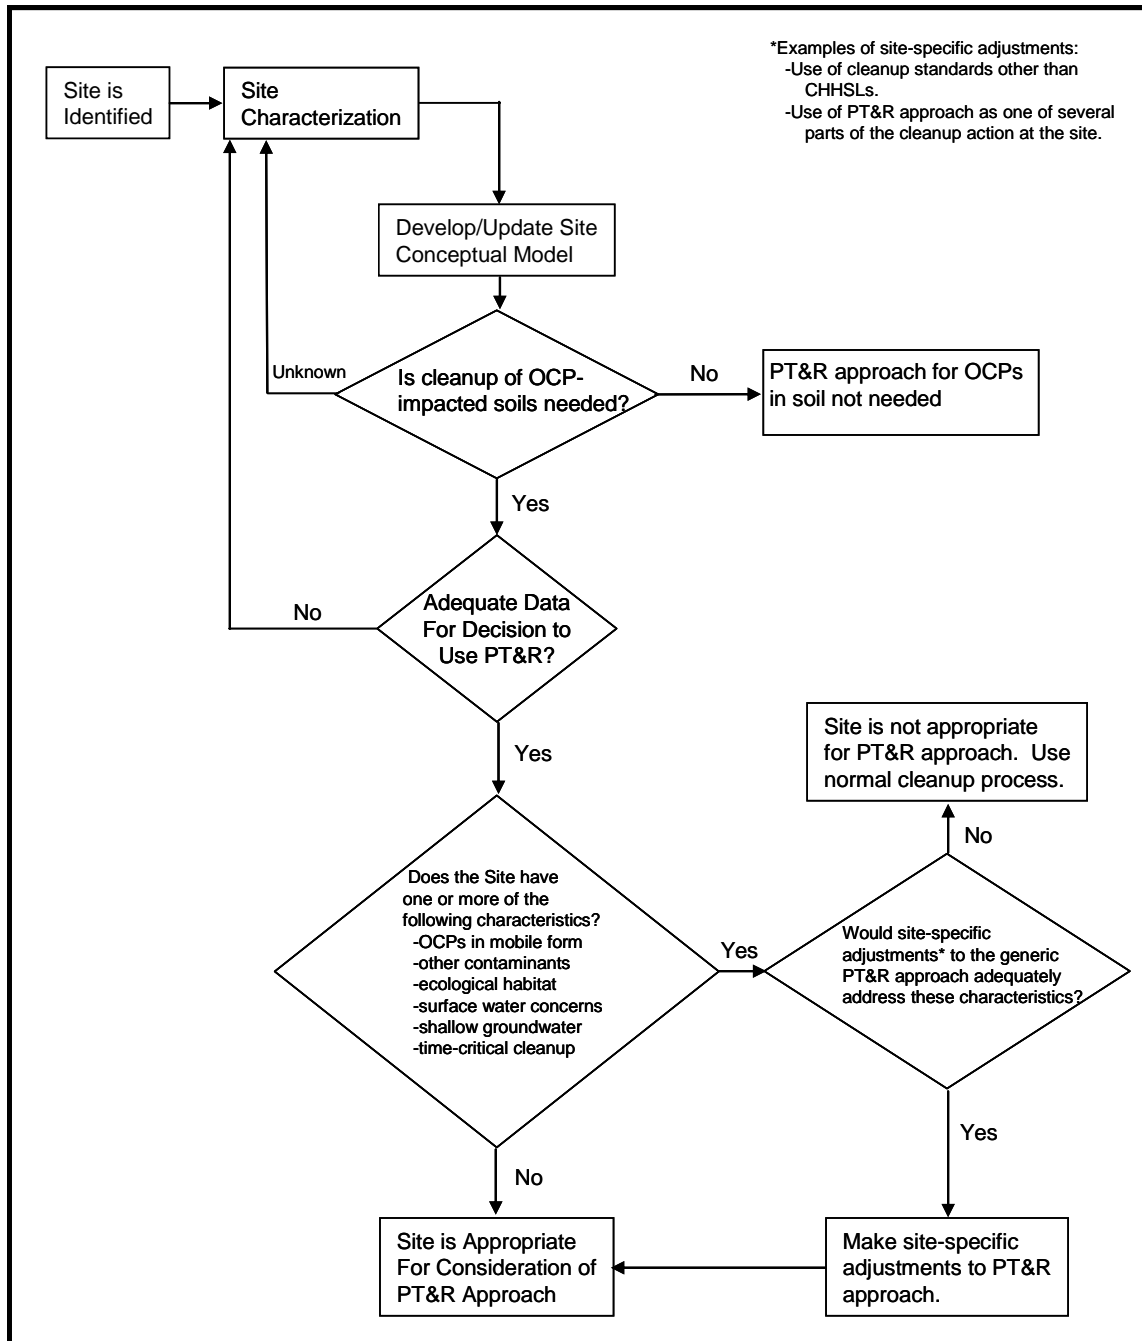 *Examples of site-specific adjustments:
-Use of cleanup standards other than
CHHSLs.
-Use of PT&R approach as one of several
parts of the cleanup action at the site.
Site is
Identified
Site
Characterization
Develop/Update Site
Conceptual Model
Unknown
Is cleanup of OCP-
impacted soils needed?
No
PT&R approach for OCPs
in soil not needed
Yes
No
Adequate Data
For Decision to
Use PT&R?
Yes
Site is not appropriate
for PT&R approach. Use
normal cleanup process.
No
Does the Site have
one or more of the
following characteristics?
-OCPs in mobile form
-other contaminants
-ecological habitat
-surface water concerns
-shallow groundwater
-time-critical cleanup
Yes
Would site-specific
adjustments* to the generic
PT&R approach adequately
address these characteristics?
Yes
No
Site is Appropriate
For Consideration of
PT&R Approach
Make site-specific
adjustments to PT&R
approach.